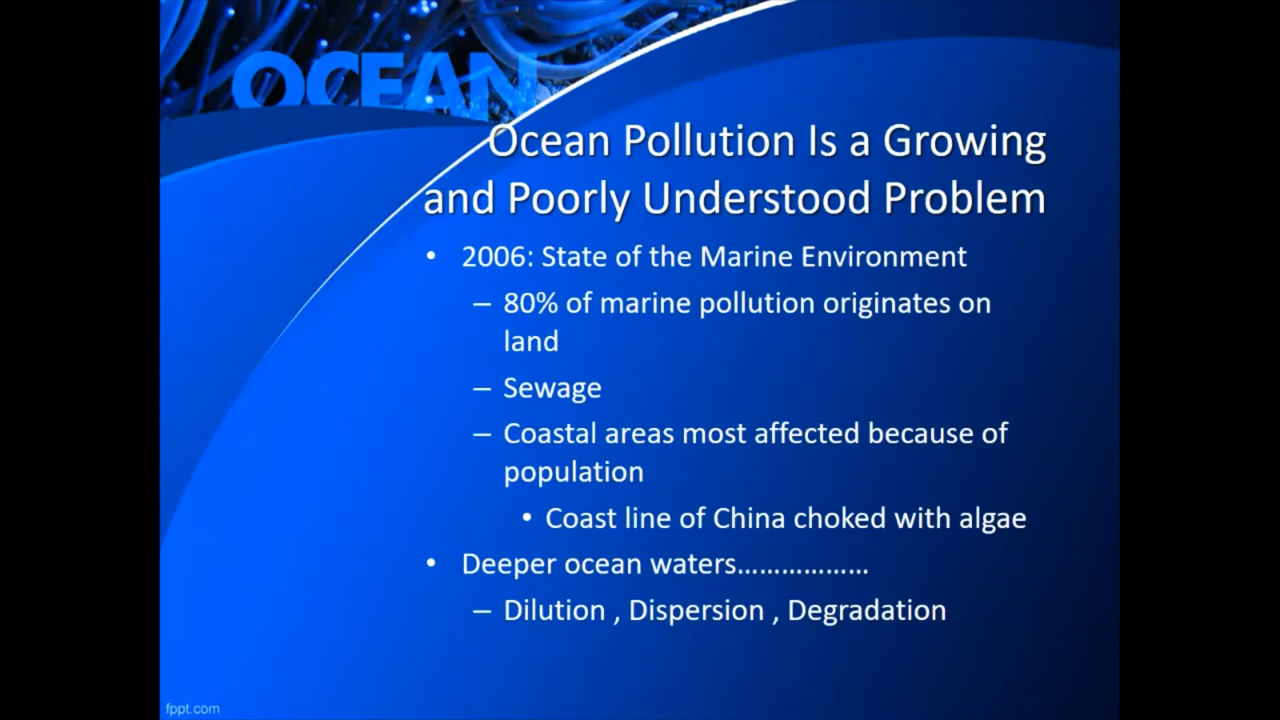 OCEAN
Ocean Pollution Is a Growing
and Poorly Understood Problem
• 2006: State of the Marine Environment
– 80% of marine pollution originates on
land
– Sewage
– Coastal areas most affected because of
population
• Coast line of China choked with algae
• Deeper ocean waters………………
– Dilution , Dispersion , Degradation
fppt.com